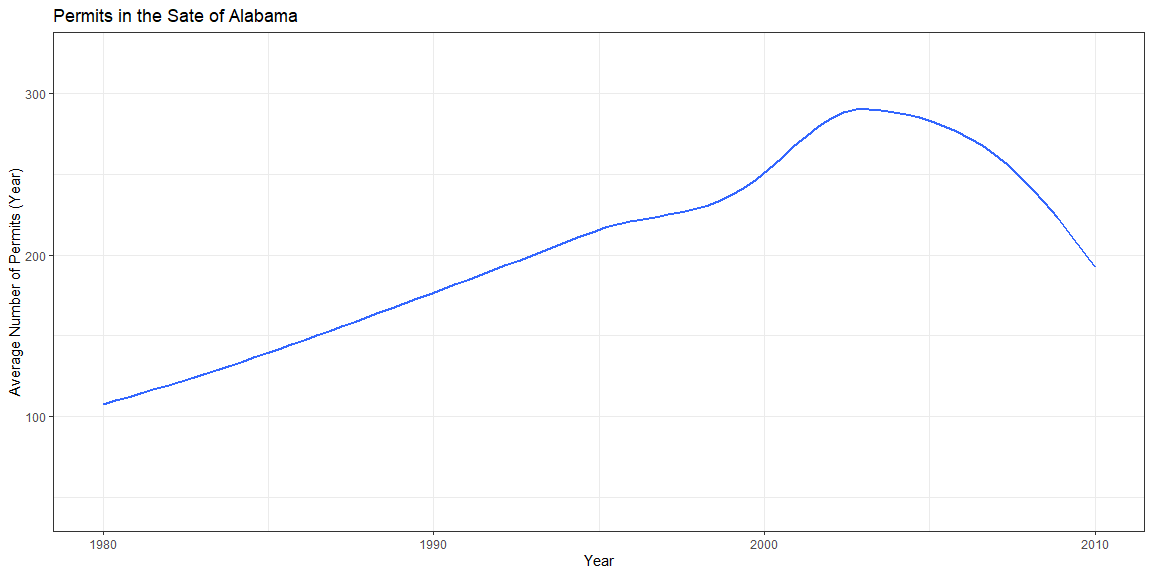 Permits in the Sate of Alabama
Average Number of Permits (Year)
300
200
100
1980
1990
2000
2010
Year